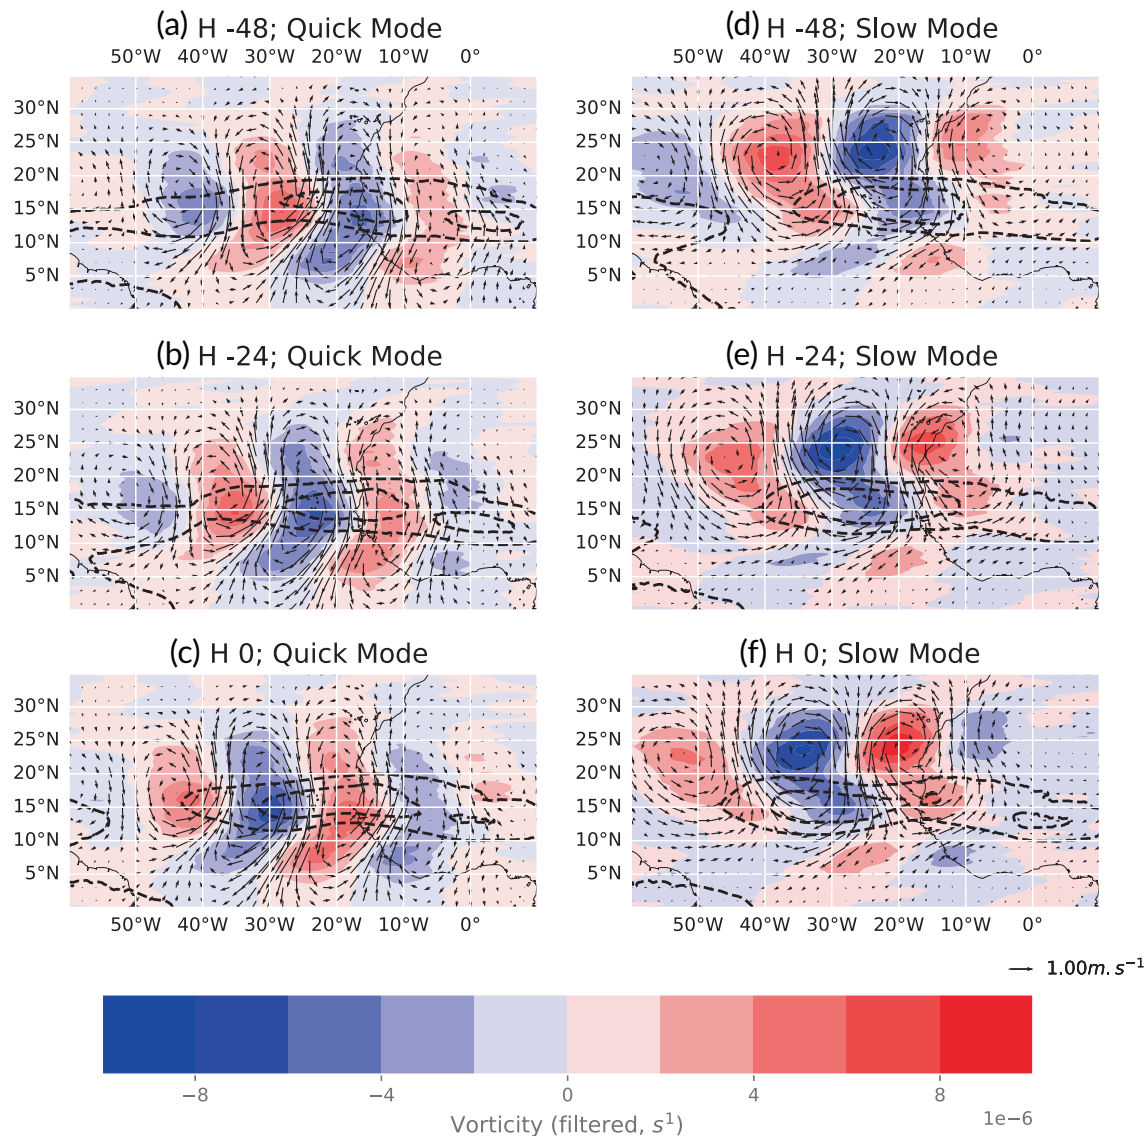 (a) H -48; Quick Mode
(d) H -48; Slow Mode
50°W 40°W 30°W 20°W 10°W 0°
50°W 40°W 30°W 20°W 10°W 0°
30°N
25°N
20°N
15°N
10°N
5°N
30°N
25°N
20°N
15°N
10°N
5°N
(b) H -24; Quick Mode
(e) H -24; Slow Mode
30°N
25°N
20°N
15°N
10°N
5°N
30°N
25°N
20°N
15°N
10°N
5°N
(c) H 0; Quick Mode
(f) H 0; Slow Mode
30°N
25°N
20°N
15°N
10°N
5°N
30°N
25°N
20°N
15°N
10°N
5°N
50°W 40°W 30°W 20°W 10°W 0°
50°W 40°W 30°W 20°W 10°W 0°
1.00m.s⁻¹
−8 −4 0 4 8
1e−6
Vorticity (filtered, s¹)